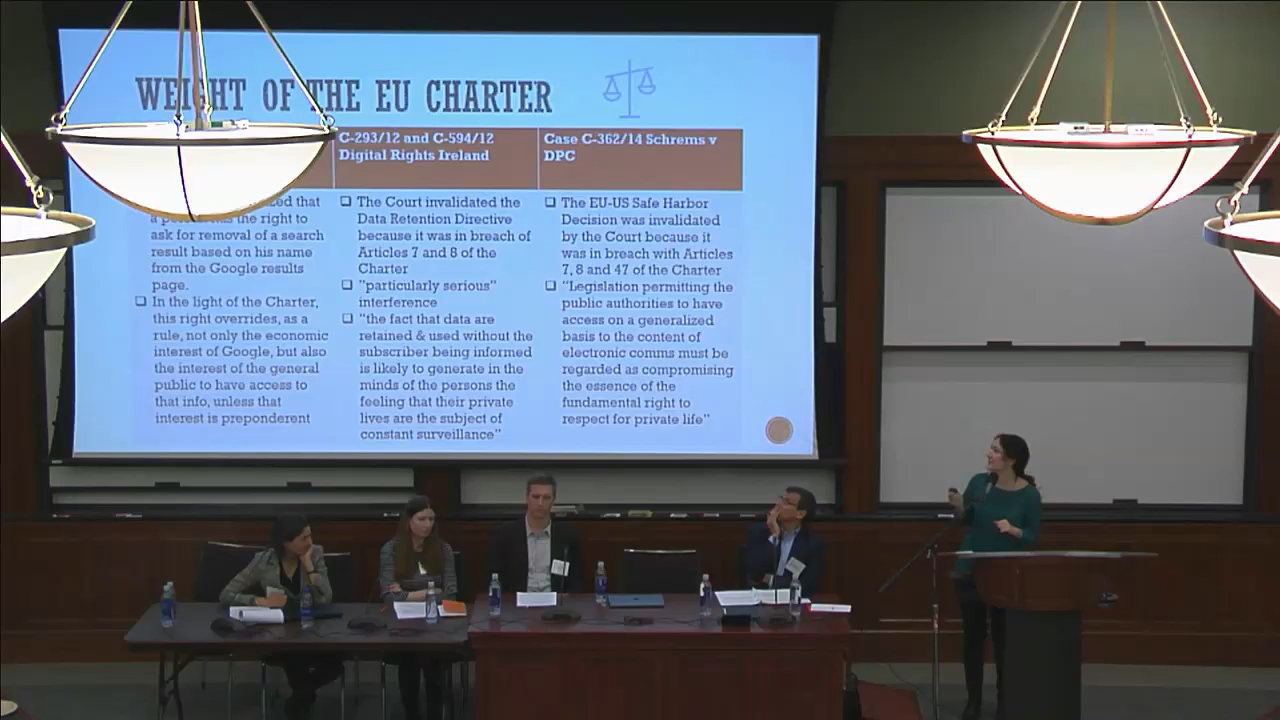 WEIGHT OF THE EU CHARTER
C-293/12 and C-594/12
Digital Rights Ireland
Case C-362/14 Schrems v
DPC
that
the right to
ask for removal of a search
result based on his name
from the Google results
page.
❑ In the light of the Charter,
this right overrides, as a
rule, not only the economic
interest of Google, but also
the interest of the general
public to have access to
that info, unless that
interest is preponderent
❑ The Court invalidated the
Data Retention Directive
because it was in breach of
Articles 7 and 8 of the
Charter
❑ "particularly serious"
interference
❑ "the fact that data are
retained & used without the
subscriber being informed
is likely to generate in the
minds of the persons the
feeling that their private
lives are the subject of
constant surveillance"
❑ The EU-US Safe Harbor
Decision was invalidated
by the Court because it
was in breach with Articles
7, 8 and 47 of the Charter
❑ "Legislation permitting the
public authorities to have
access on a generalized
basis to the content of
electronic comms must be
regarded as compromising
the essence of the
fundamental right to
respect for private life"